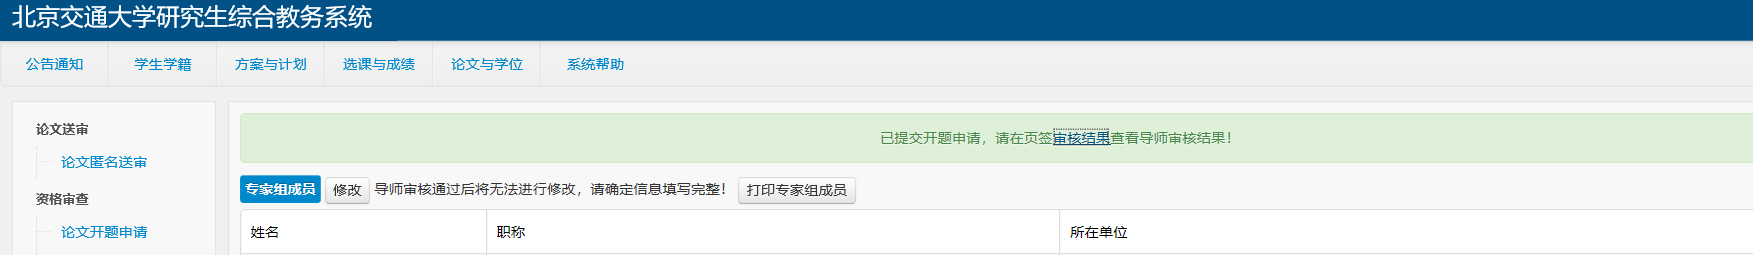 北京交通大学研究生综合教务系统
公告通知 学生学籍 方案与计划 选课与成绩 论文与学位 系统帮助
论文送审
论文匿名送审
资格审查
论文开题申请
已提交开题申请，请在页签审核结果查看导师审核结果！
专家组成员 修改 导师审核通过后将无法进行修改，请确定信息填写完整！ 打印专家组成员
姓名 职称 所在单位